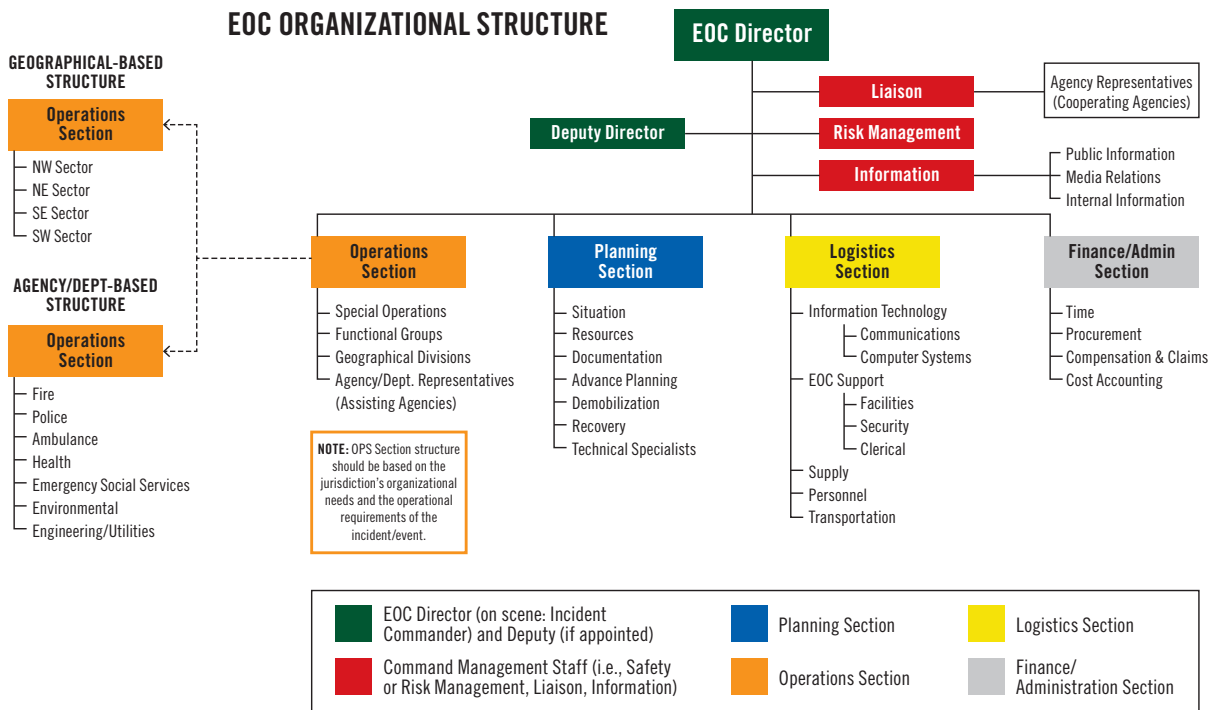 EOC ORGANIZATIONAL STRUCTURE
EOC Director
Liaison
Agency Representatives
(Cooperating Agencies)
Deputy Director
Risk Management
Information
Public Information
Media Relations
Internal Information
GEOGRAPHICAL-BASED
STRUCTURE
Operations
Section
NW Sector
NE Sector
SE Sector
SW Sector
AGENCY/DEPT-BASED
STRUCTURE
Operations
Section
Fire
Police
Ambulance
Health
Emergency Social Services
Environmental
Engineering/Utilities
Operations
Section
Special Operations
Functional Groups
Geographical Divisions
Agency/Dept. Representatives
(Assisting Agencies)
NOTE: OPS Section structure
should be based on the
jurisdiction's organizational
needs and the operational
requirements of the
incident/event.
Planning
Section
Situation
Resources
Documentation
Advance Planning
Demobilization
Recovery
Technical Specialists
Logistics
Section
Information Technology
Communications
Computer Systems
EOC Support
Facilities
Security
Clerical
Supply
Personnel
Transportation
Finance/Admin
Section
Time
Procurement
Compensation & Claims
Cost Accounting
EOC Director (on scene: Incident
Commander) and Deputy (if appointed)
Command Management Staff (i.e., Safety
or Risk Management, Liaison, Information)
Planning Section
Operations Section
Logistics Section
Finance/
Administration Section